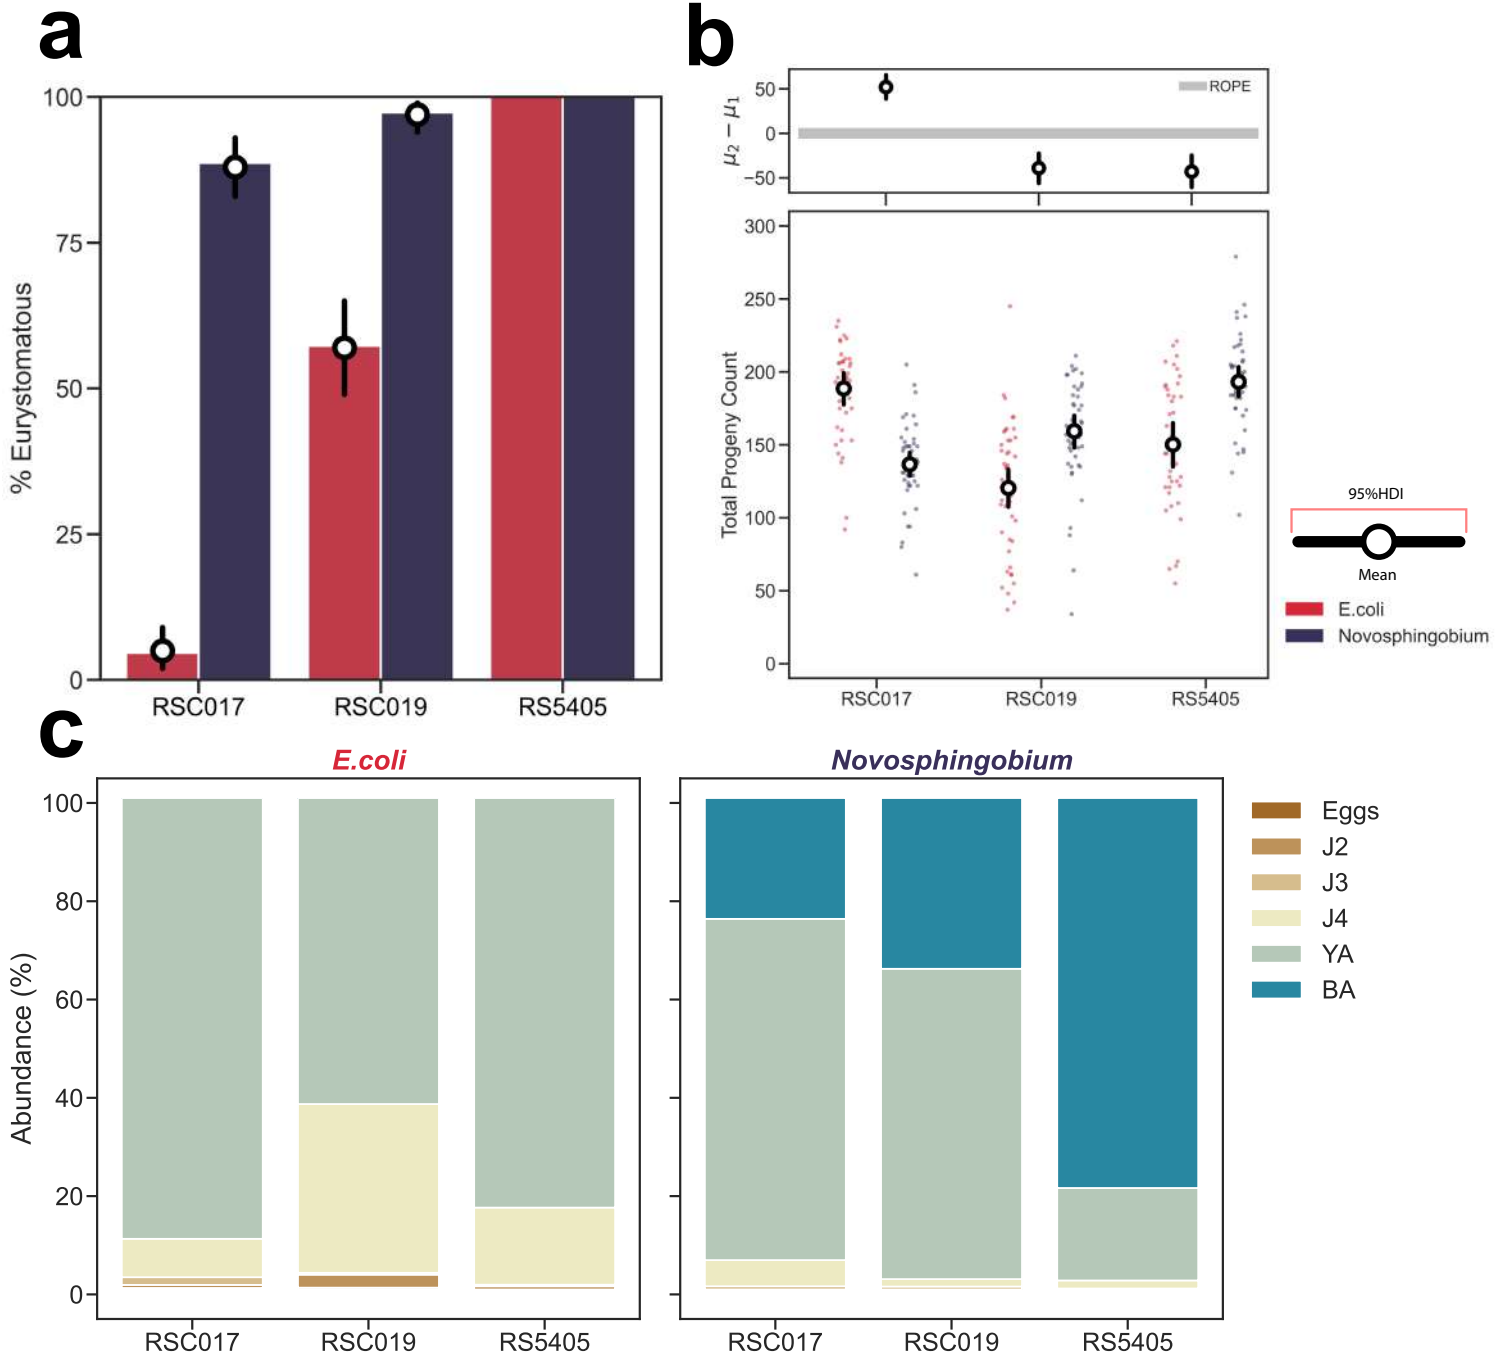 a
100
75
50
25
0
% Eurystomatous
RSC017
RSC019
RS5405
b
50
0
−50
μ2 − μ1
ROPE
300
250
200
150
100
50
0
Total Progeny Count
RSC017
RSC019
RS5405
95%HDI
Mean
E.coli
Novosphingobium
c
E.coli
Novosphingobium
100
80
60
40
20
0
Abundance (%)
RSC017
RSC019
RS5405
RSC017
RSC019
RS5405
Eggs
J2
J3
J4
YA
BA